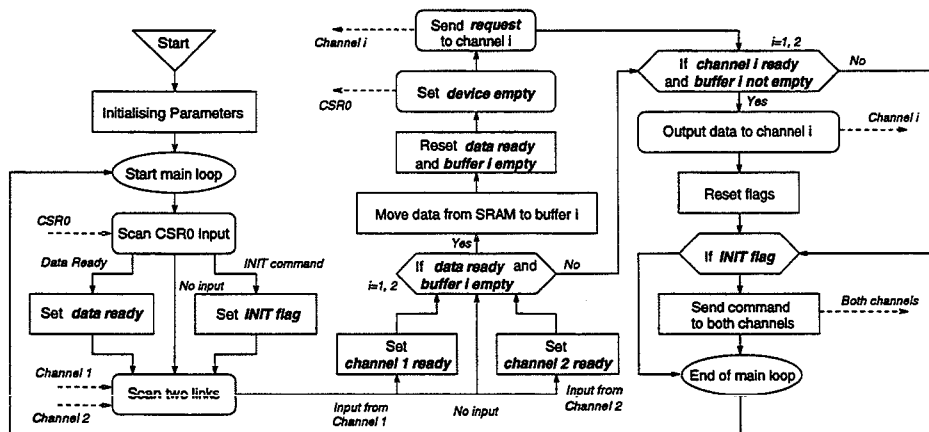 Start
Initialising Parameters
Start main loop
CSR0
Scan CSR0 Input
Data Ready
No input
INIT command
Set data ready
Set INIT flag
Channel 1
Channel 2
Scan two links
Input from
Channel 1
No input
Input from
Channel 2
Set
channel 1 ready
Set
channel 2 ready
i=1, 2
If data ready and
buffer i empty
No
Yes
Move data from SRAM to buffer i
Reset data ready
and buffer i empty
CSR0
Set device empty
Channel i
Send request
to channel i
i=1, 2
If channel i ready
and buffer i not empty
No
Yes
Output data to channel i
Channel i
Reset flags
If INIT flag
Send command
to both channels
Both channels
End of main loop